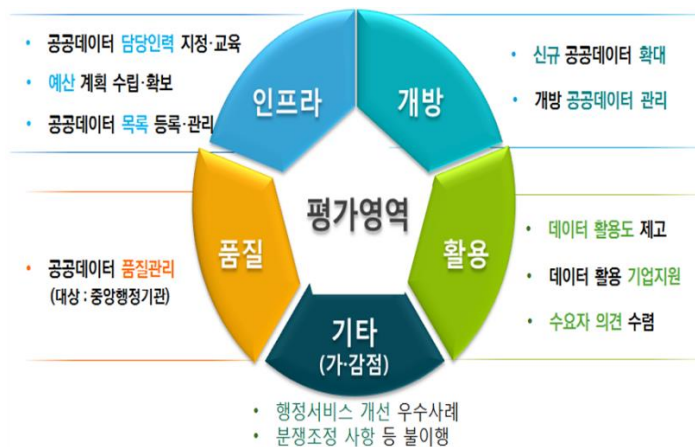 • 공공데이터 담당인력 지정·교육
• 예산 계획 수립·확보
• 공공데이터 목록 등록·관리
인프라
개방
• 신규 공공데이터 확대
• 개방 공공데이터 관리
평가영역
품질
• 공공데이터 품질관리
(대상 : 중앙행정기관)
활용
• 데이터 활용도 제고
• 데이터 활용 기업지원
• 수요자 의견 수렴
기타
(가·감점)
• 행정서비스 개선 우수사례
• 분쟁조정 사항 등 불이행